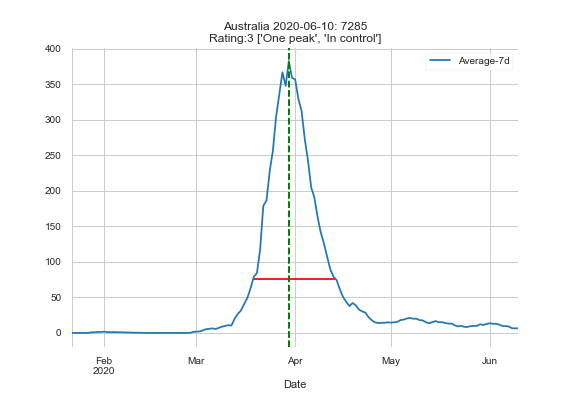 Australia 2020-06-10: 7285
Rating:3 ['One peak', 'In control']
Average-7d
400
350
300
250
200
150
100
50
0
Feb
2020
Mar
Apr
May
Jun
Date